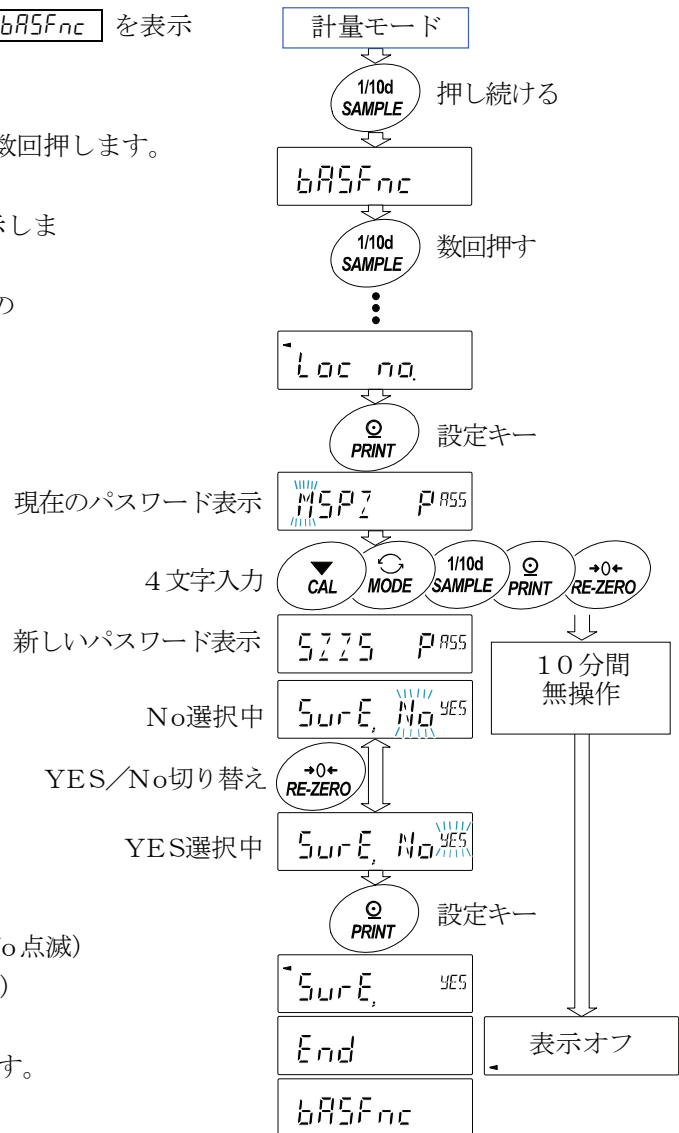 bASFnc を表示
計量モード
1/10d
SAMPLE
押し続ける
数回押します。
bASFnc
示しま
1/10d
SAMPLE
数回押す
の
Loc no.
PRINT
設定キー
現在のパスワード表示
MSPZ PASS
4文字入力
CAL
MODE
1/10d
SAMPLE
PRINT
→0←
RE-ZERO
新しいパスワード表示
SZZS PASS
10分間
無操作
No選択中
SurE, No YES
YES/No切り替え
→0←
RE-ZERO
YES選択中
SurE, No YES
PRINT
設定キー
o点滅)
)
SurE, YES
End
表示オフ
す。
bASFnc